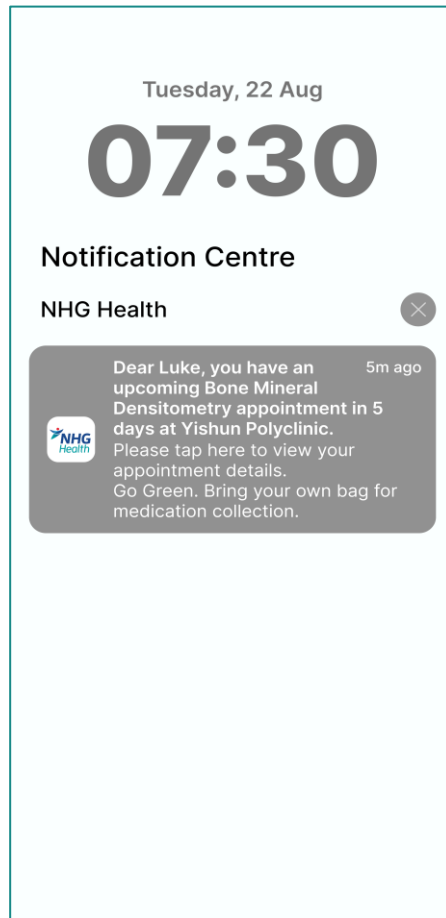 Tuesday, 22 Aug
07:30
Notification Centre
NHG Health
Dear Luke, you have an 5m ago
upcoming Bone Mineral
Densitometry appointment in 5
days at Yishun Polyclinic.
Please tap here to view your
appointment details.
Go Green. Bring your own bag for
medication collection.
NHG
Health